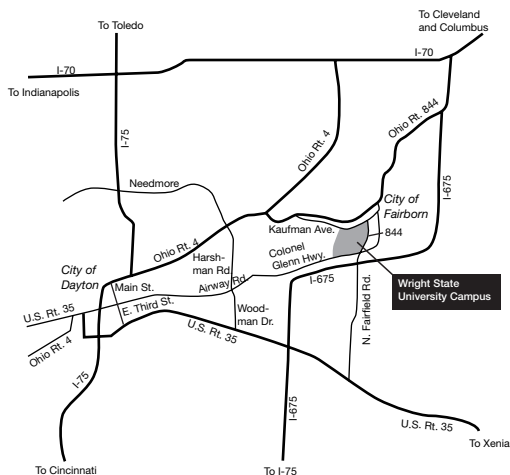 To Toledo
To Cleveland
and Columbus
I-70
I-70
To Indianapolis
Ohio Rt. 844
I-75
Ohio Rt. 4
I-675
Needmore
City of
Fairborn
Kaufman Ave.
844
Ohio Rt. 4
Harsh-
man Rd.
Colonel
Glenn Hwy.
City of
Dayton
Main St.
Airway Rd.
I-675
Wright State
University Campus
E. Third St.
U.S. Rt. 35
Wood-
man Dr.
N. Fairfield Rd.
U.S. Rt. 35
Ohio Rt. 4
I-75
I-675
U.S. Rt. 35
To Xenia
To Cincinnati
To I-75